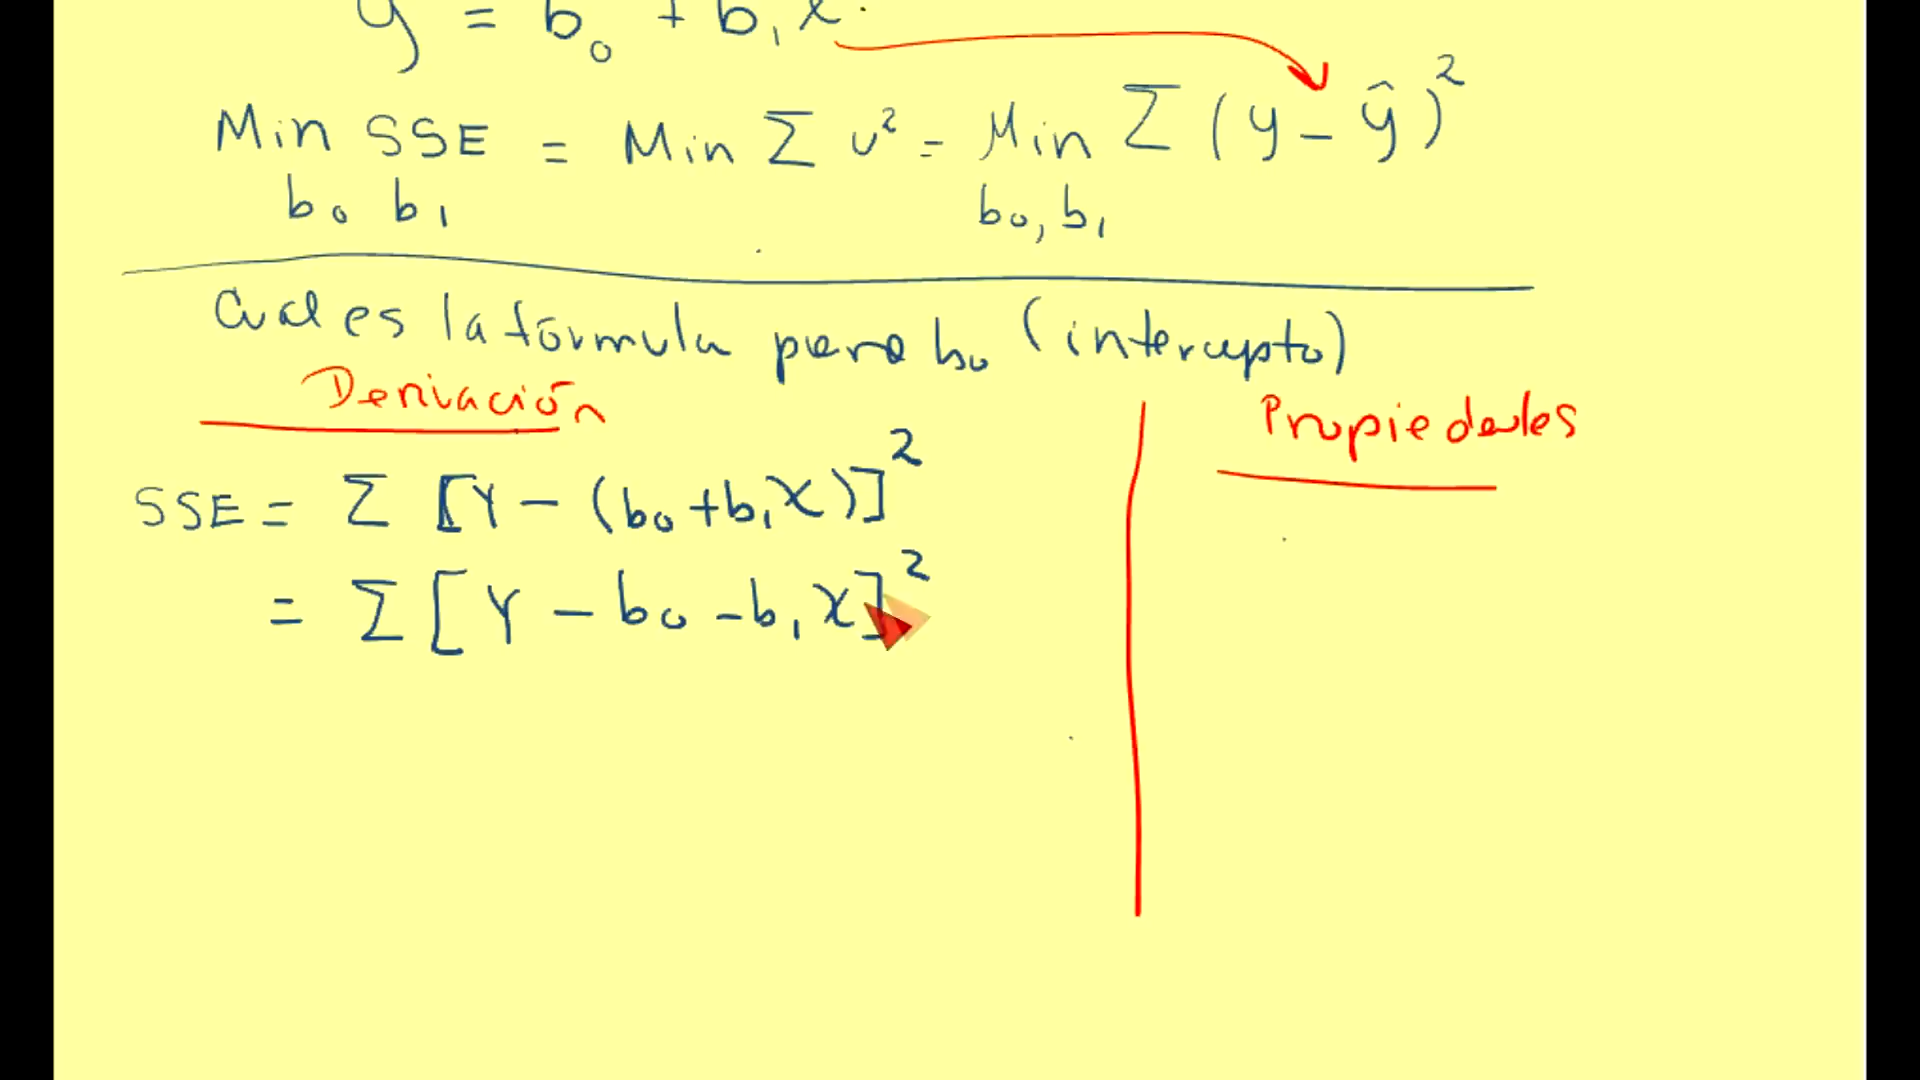 ŷ = b₀ + b₁x
Min SSE = Min Σ u² = Min Σ (y - ŷ)²
b₀ b₁ b₀, b₁
Cual es la fórmula para b₀ (intercepto)
Derivación
Propiedades
SSE = Σ [Y - (b₀ + b₁x)]²
= Σ [Y - b₀ - b₁x]²